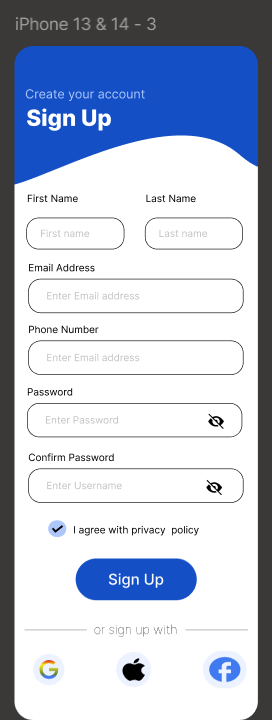 iPhone 13 & 14 - 3
Create your account
Sign Up
First Name Last Name
First name Last name
Email Address
Enter Email address
Phone Number
Enter Email address
Password
Enter Password
Confirm Password
Enter Username
I agree with privacy policy
Sign Up
or sign up with